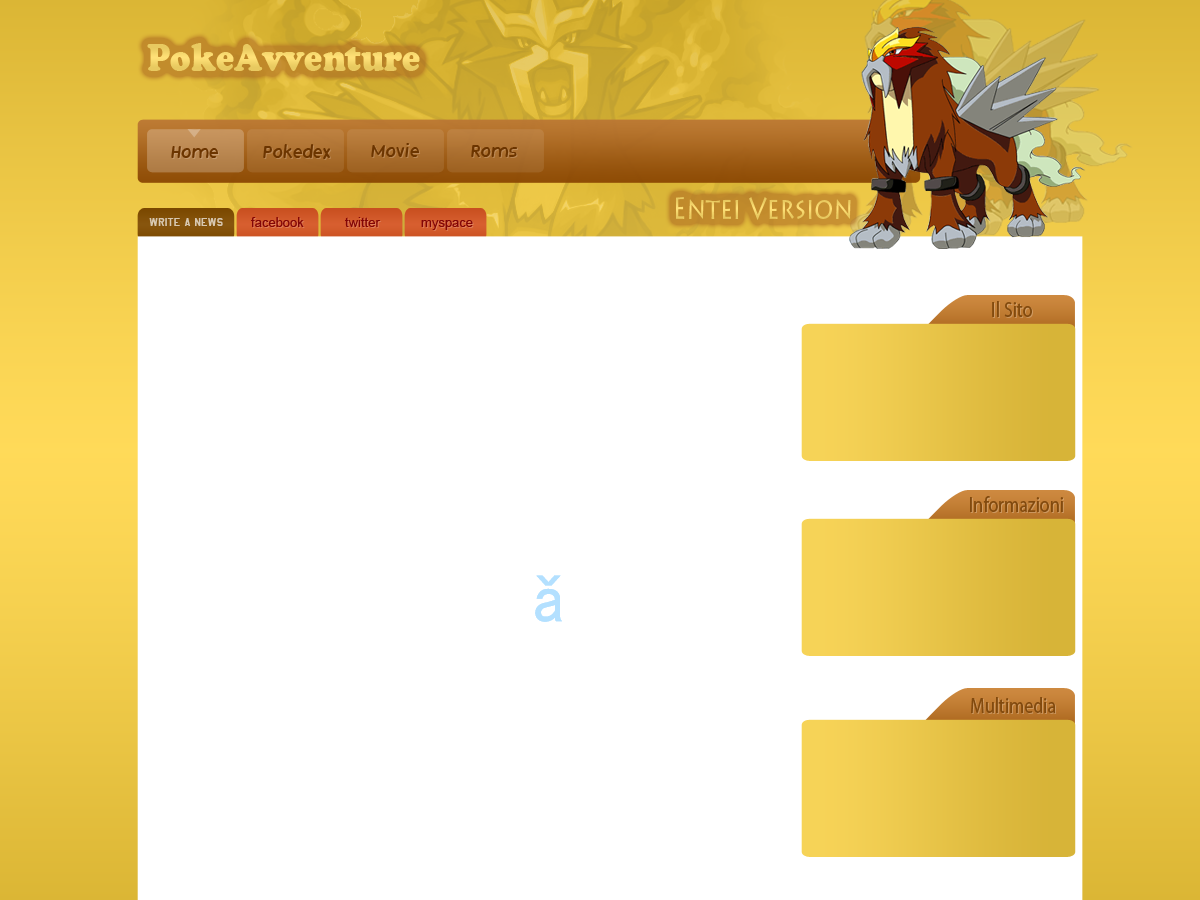 PokeAvventure
Home Pokedex Movie Roms
Entei Version
WRITE A NEWS facebook twitter myspace
Il Sito
Informazioni
ǎ
Multimedia